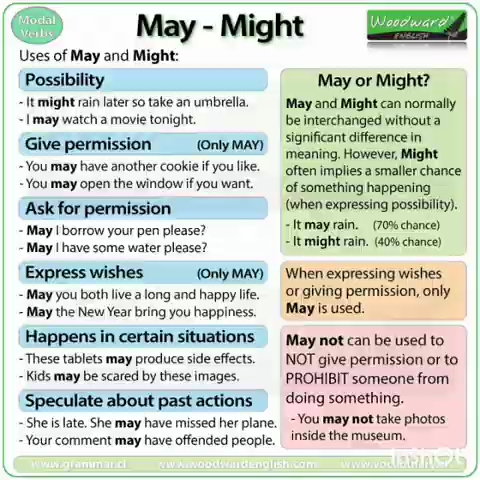 Modal
Verbs
May - Might
Woodward®
ENGLISH
Uses of May and Might:
Possibility
- It might rain later so take an umbrella.
- I may watch a movie tonight.
Give permission (Only MAY)
- You may have another cookie if you like.
- You may open the window if you want.
Ask for permission
- May I borrow your pen please?
- May I have some water please?
Express wishes (Only MAY)
- May you both live a long and happy life.
- May the New Year bring you happiness.
Happens in certain situations
- These tablets may produce side effects.
- Kids may be scared by these images.
Speculate about past actions
- She is late. She may have missed her plane.
- Your comment may have offended people.
May or Might?
May and Might can normally
be interchanged without a
significant difference in
meaning. However, Might
often implies a smaller chance
of something happening
(when expressing possibility).
- It may rain. (70% chance)
- It might rain. (40% chance)
When expressing wishes
or giving permission, only
May is used.
May not can be used to
NOT give permission or to
PROHIBIT someone from
doing something.
- You may not take photos
inside the museum.
www.grammar.cl www.woodwardenglish.com